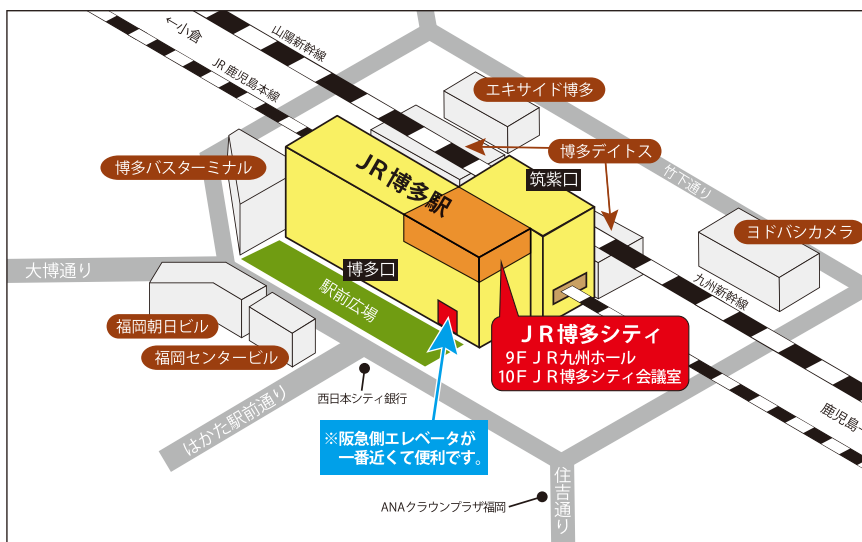 ←小倉
山陽新幹線
JR鹿児島本線
エキサイド博多
博多デイトス
博多バスターミナル
JR博多駅
筑紫口
竹下通り
ヨドバシカメラ
大博通り
博多口
駅前広場
九州新幹線
福岡朝日ビル
福岡センタービル
JR博多シティ
9F JR九州ホール
10F JR博多シティ会議室
西日本シティ銀行
はかた駅前通り
※阪急側エレベータが
一番近くて便利です。
鹿児島→
住吉通り
ANAクラウンプラザ福岡